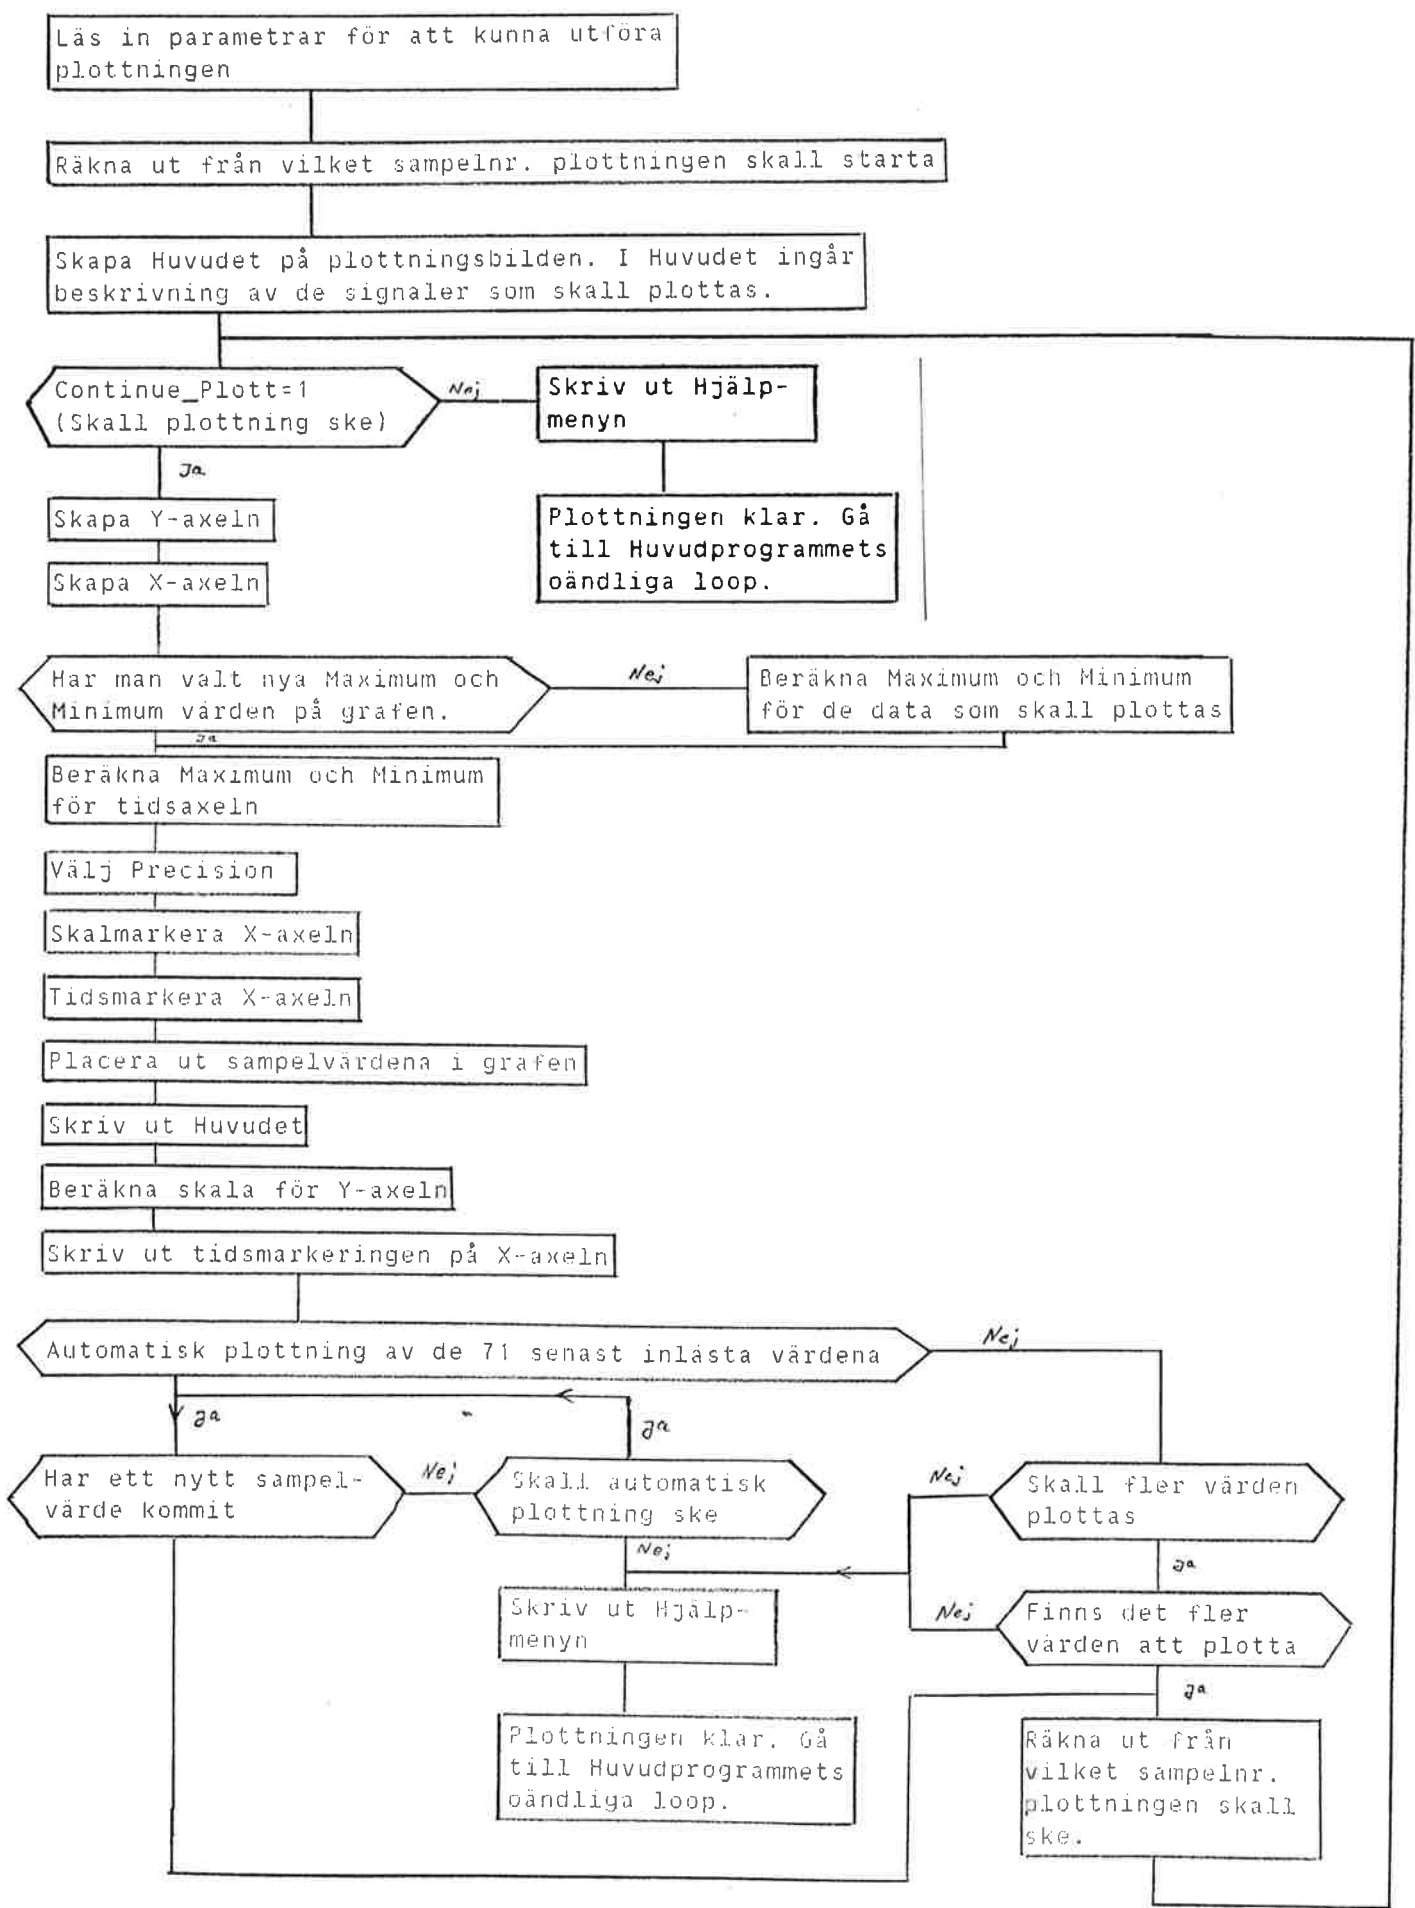 Läs in parametrar för att kunna utföra
plottningen
Räkna ut från vilket sampelnr. plottningen skall starta
Skapa Huvudet på plottningsbilden. I Huvudet ingår
beskrivning av de signaler som skall plottas.
Continue_Plott=1
(Skall plottning ske)
Nej
Skriv ut Hjälp-
menyn
Ja
Skapa Y-axeln
Plottningen klar. Gå
till Huvudprogrammets
oändliga loop.
Skapa X-axeln
Har man valt nya Maximum och
Minimum värden på grafen.
Nej
Beräkna Maximum och Minimum
för de data som skall plottas
Ja
Beräkna Maximum och Minimum
för tidsaxeln
Välj Precision
Skalmarkera X-axeln
Tidsmarkera X-axeln
Placera ut sampelvärdena i grafen
Skriv ut Huvudet
Beräkna skala för Y-axeln
Skriv ut tidsmarkeringen på X-axeln
Automatisk plottning av de 71 senast inlästa värdena
Nej
Ja
Ja
Har ett nytt sampel-
värde kommit
Nej
Skall automatisk
plottning ske
Nej
Skall fler värden
plottas
Nej
Ja
Skriv ut Hjälp-
menyn
Nej
Finns det fler
värden att plotta
Ja
Plottningen klar. Gå
till Huvudprogrammets
oändliga loop.
Räkna ut från
vilket sampelnr.
plottningen skall
ske.